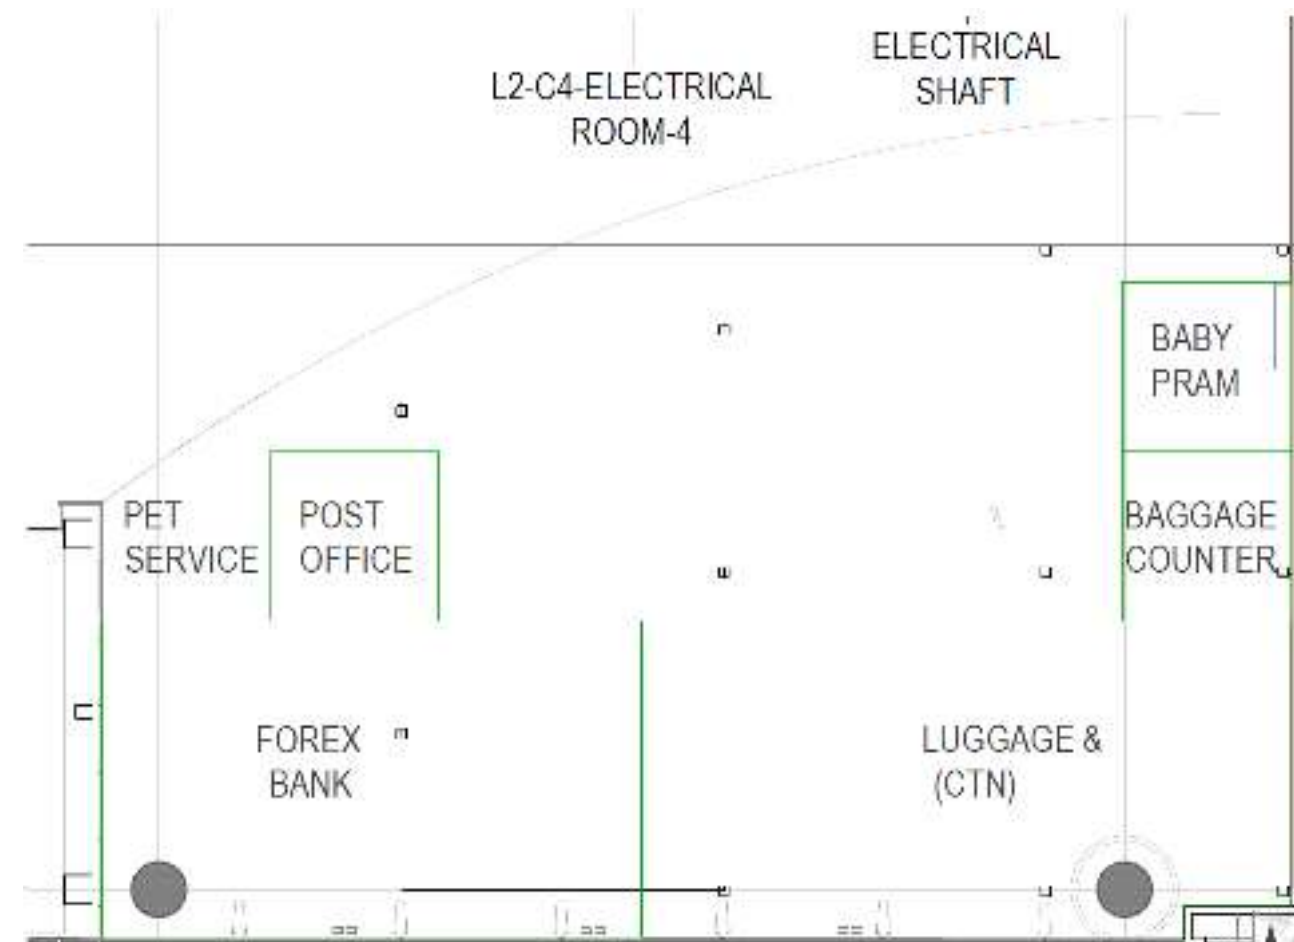 ELECTRICAL
SHAFT
L2-C4-ELECTRICAL
ROOM-4
BABY
PRAM
PET
SERVICE
POST
OFFICE
BAGGAGE
COUNTER
FOREX
BANK
LUGGAGE &
(CTN)